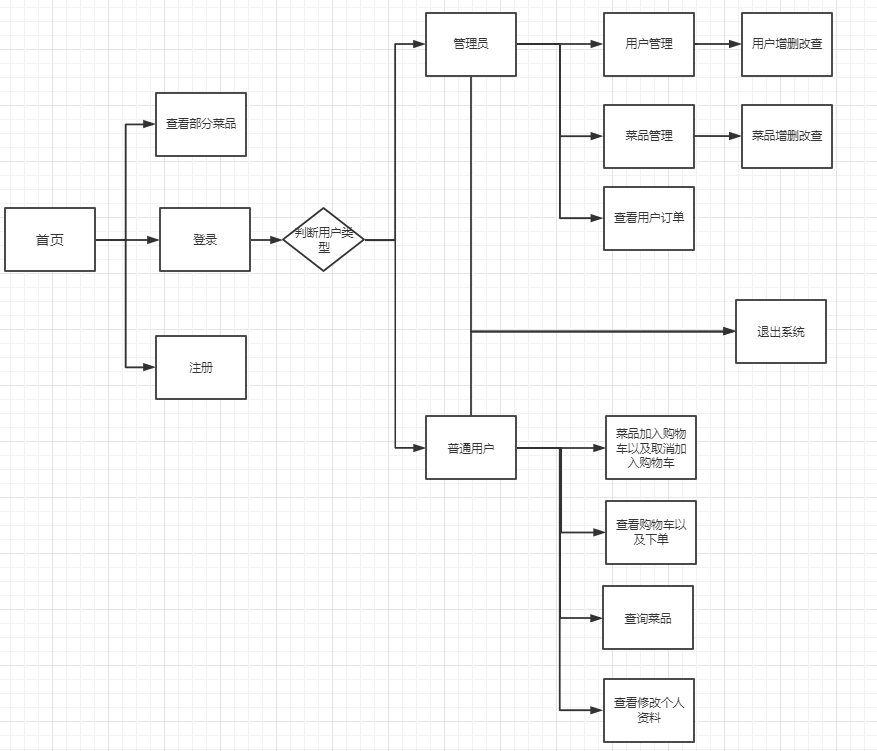 管理员
用户管理
用户增删改查
查看部分菜品
菜品管理
菜品增删改查
查看用户订单
首页
登录
判断用户类
型
退出系统
注册
普通用户
菜品加入购物
车以及取消加
入购物车
查看购物车以
及下单
查询菜品
查看修改个人
资料